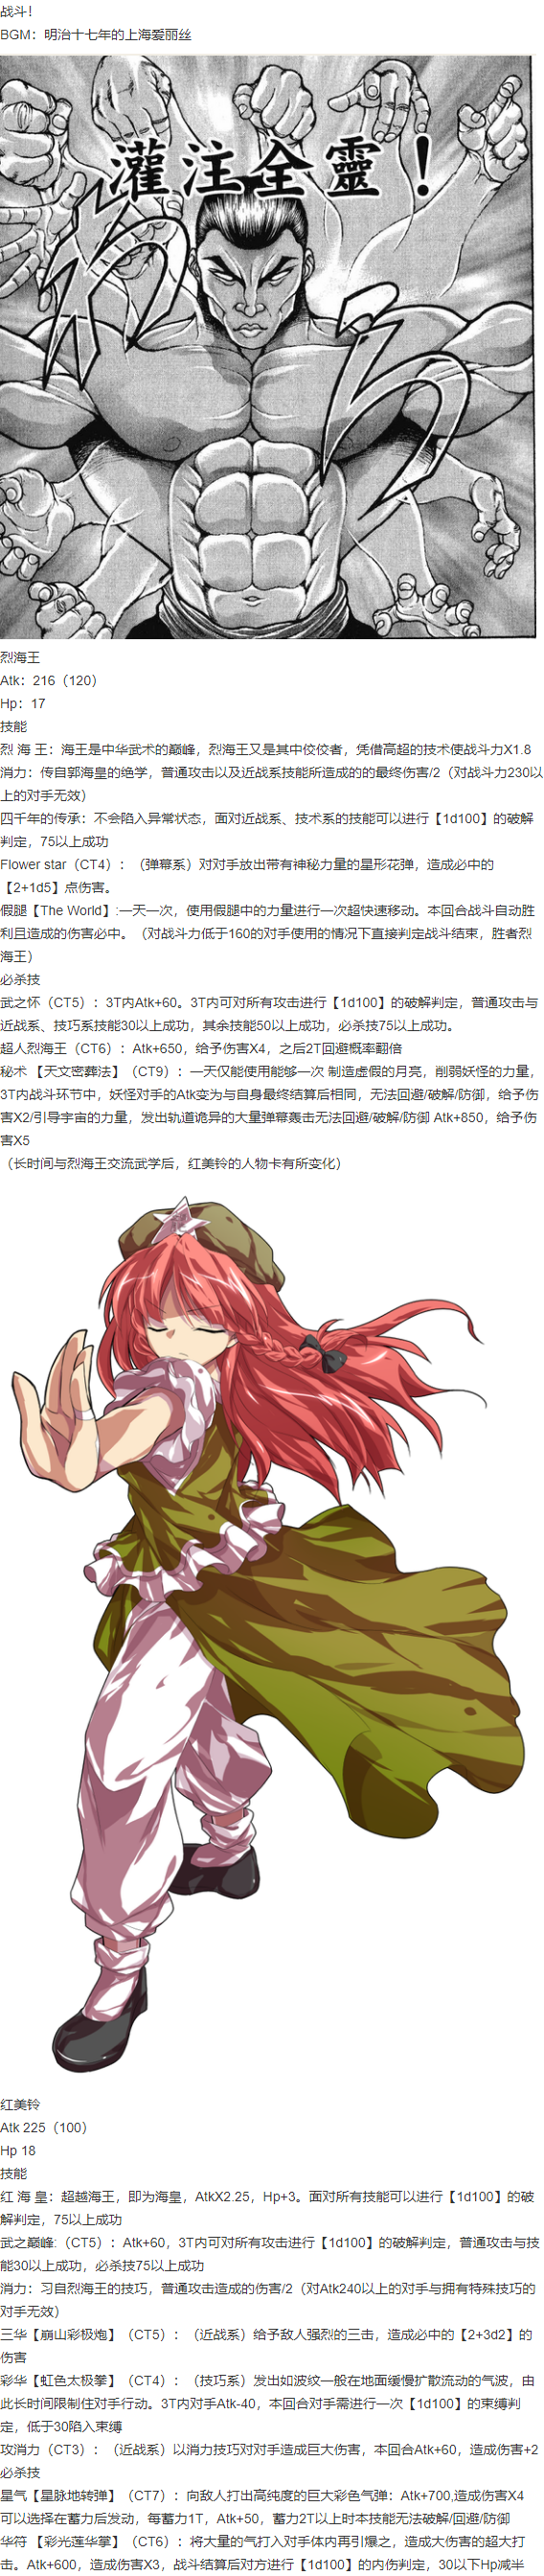 战斗！
BGM：明治十七年的上海爱丽丝
灌注全靈！
烈海王
Atk：216（120）
Hp：17
技能
烈 海 王：海王是中华武术的巅峰，烈海王又是其中佼佼者，凭借高超的技术使战斗力X1.8
消力：传自郭海皇的绝学，普通攻击以及近战系技能所造成的的最终伤害/2（对战斗力230以
上的对手无效）
四千年的传承：不会陷入异常状态，面对近战系、技术系的技能可以进行【1d100】的破解
判定，75以上成功
Flower star（CT4）：（弹幕系）对对手放出带有神秘力量的星形花弹，造成必中的
【2+1d5】点伤害。
假腿【The World】:一天一次，使用假腿中的力量进行一次超快速移动。本回合战斗自动胜
利且造成的伤害必中。（对战斗力低于160的对手使用的情况下直接判定战斗结束，胜者烈
海王）
必杀技
武之怀（CT5）：3T内Atk+60。3T内可对所有攻击进行【1d100】的破解判定，普通攻击与
近战系、技巧系技能30以上成功，其余技能50以上成功，必杀技75以上成功。
超人烈海王（CT6）：Atk+650，给予伤害X4，之后2T回避概率翻倍
秘术 【天文密葬法】（CT9）：一天仅能使用能够一次 制造虚假的月亮，削弱妖怪的力量，
3T内战斗环节中，妖怪对手的Atk变为与自身最终结算后相同，无法回避/破解/防御，给予伤
害X2/引导宇宙的力量，发出轨道诡异的大量弹幕轰击无法回避/破解/防御 Atk+850，给予伤
害X5
（长时间与烈海王交流武学后，红美铃的人物卡有所变化）
红美铃
Atk 225（100）
Hp 18
技能
红 海 皇：超越海王，即为海皇，AtkX2.25，Hp+3。面对所有技能可以进行【1d100】的破
解判定，75以上成功
武之巅峰:（CT5）：Atk+60，3T内可对所有攻击进行【1d100】的破解判定，普通攻击与技
能30以上成功，必杀技75以上成功
消力：习自烈海王的技巧，普通攻击造成的伤害/2（对Atk240以上的对手与拥有特殊技巧的
对手无效）
三华【崩山彩极炮】（CT5）：（近战系）给予敌人强烈的三击，造成必中的【2+3d2】的
伤害
彩华【虹色太极拳】（CT4）：（技巧系）发出如波纹一般在地面缓慢扩散流动的气波，由
此长时间限制住对手行动。3T内对手Atk-40，本回合对手需进行一次【1d100】的束缚判
定，低于30陷入束缚
攻消力（CT3）：（近战系）以消力技巧对对手造成巨大伤害，本回合Atk+60，造成伤害+2
必杀技
星气【星脉地转弹】（CT7）：向敌人打出高纯度的巨大彩色气弹：Atk+700,造成伤害X4
可以选择在蓄力后发动，每蓄力1T，Atk+50，蓄力2T以上时本技能无法破解/回避/防御
华符 【彩光莲华掌】（CT6）：将大量的气打入对手体内再引爆之，造成大伤害的超大打
击。Atk+600，造成伤害X3，战斗结算后对方进行【1d100】的内伤判定，30以下Hp减半